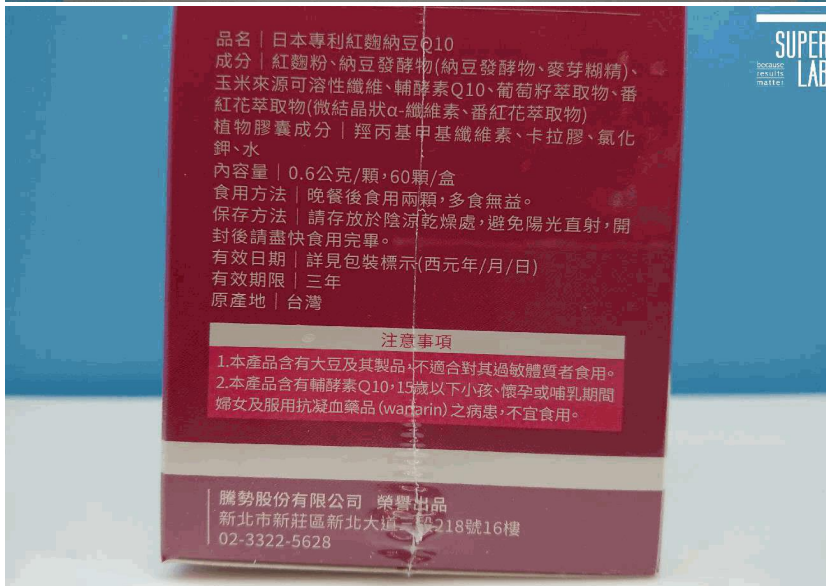 品名｜日本專利紅麴納豆Q10
成分｜紅麴粉、納豆發酵物(納豆發酵物、麥芽糊精)、
玉米來源可溶性纖維、輔酵素Q10、葡萄籽萃取物、番
紅花萃取物(微結晶狀α-纖維素、番紅花萃取物)
植物膠囊成分｜羥丙基甲基纖維素、卡拉膠、氯化
鉀、水
內容量｜0.6公克/顆，60顆/盒
食用方法｜晚餐後食用兩顆，多食無益。
保存方法｜請存放於陰涼乾燥處，避免陽光直射，開
封後請盡快食用完畢。
有效日期｜詳見包裝標示(西元年/月/日)
有效期限｜三年
原產地｜台灣
注意事項
1.本產品含有大豆及其製品，不適合對其過敏體質者食用。
2.本產品含有輔酵素Q10，15歲以下小孩、懷孕或哺乳期間
婦女及服用抗凝血藥品(warfarin)之病患，不宜食用。
騰勢股份有限公司 榮譽出品
新北市新莊區新北大道二段218號16樓
02-3322-5628
SUPER
LAB
because
results
matter